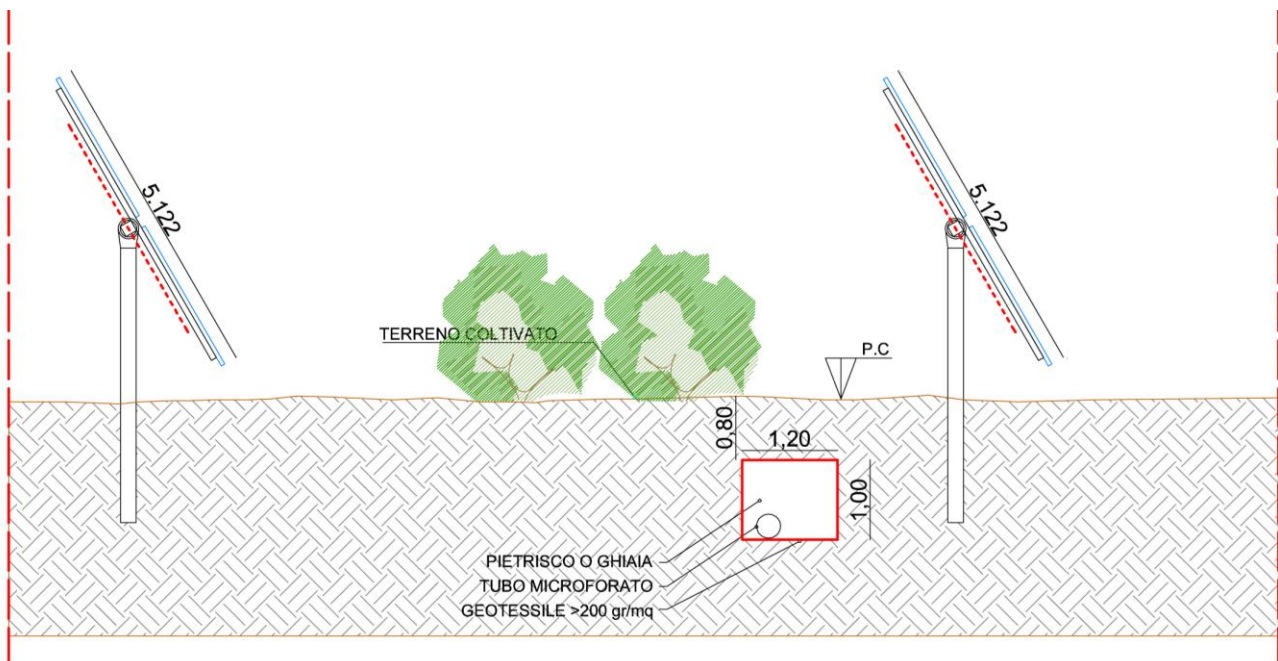 5.122
5.122
TERRENO COLTIVATO
P.C
0,80
1,20
1,00
PIETRISCO O GHIAIA
TUBO MICROFORATO
GEOTESSILE >200 gr/mq